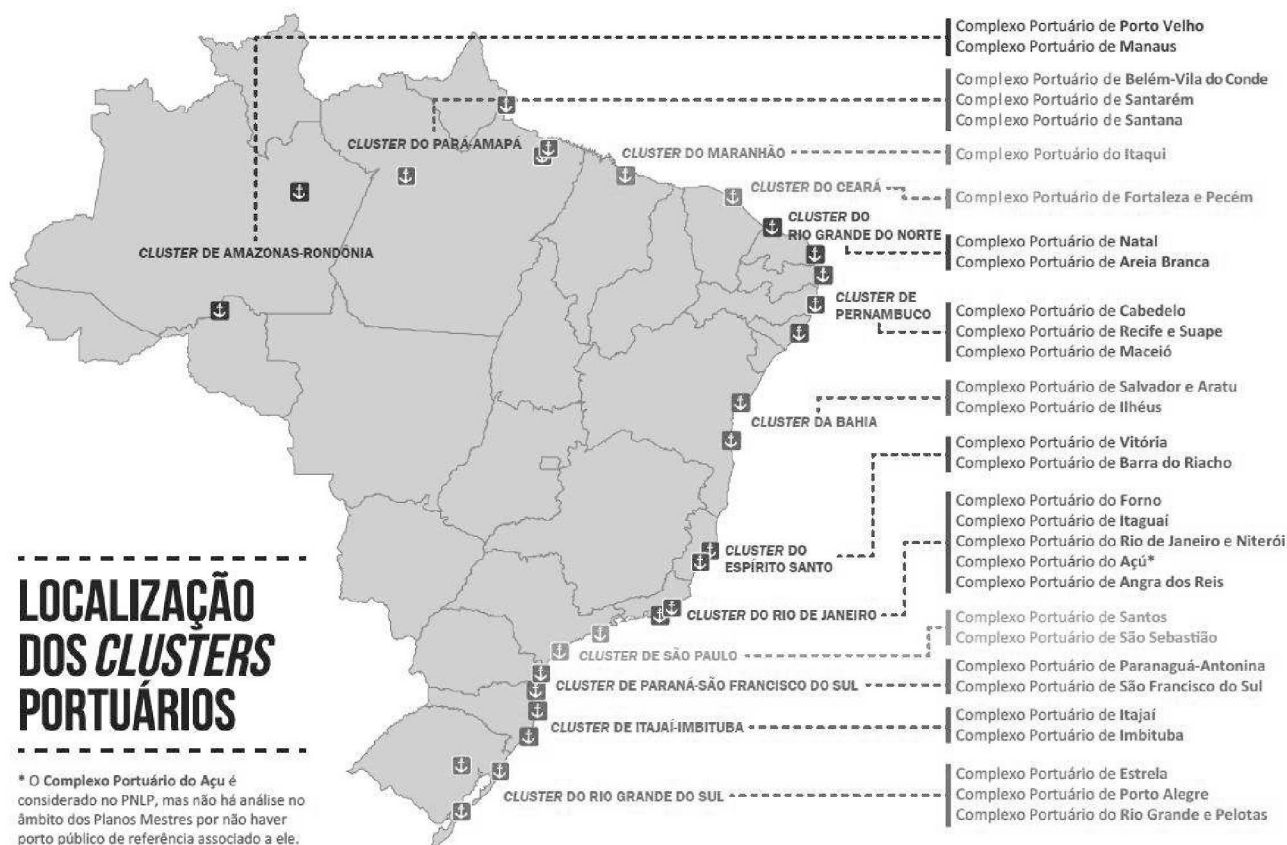 Complexo Portuário de Porto Velho
Complexo Portuário de Manaus
Complexo Portuário de Belém-Vila do Conde
Complexo Portuário de Santarém
Complexo Portuário de Santana
CLUSTER DO PARÁ-AMAPÁ
CLUSTER DO MARANHÃO
Complexo Portuário do Itaqui
CLUSTER DO CEARÁ
Complexo Portuário de Fortaleza e Pecém
CLUSTER DO
RIO GRANDE DO NORTE
CLUSTER DE AMAZONAS-RONDÔNIA
Complexo Portuário de Natal
Complexo Portuário de Areia Branca
CLUSTER DE
PERNAMBUCO
Complexo Portuário de Cabedelo
Complexo Portuário de Recife e Suape
Complexo Portuário de Maceió
CLUSTER DA BAHIA
Complexo Portuário de Salvador e Aratu
Complexo Portuário de Ilhéus
Complexo Portuário de Vitória
Complexo Portuário de Barra do Riacho
CLUSTER DO
ESPÍRITO SANTO
Complexo Portuário do Forno
Complexo Portuário de Itaguaí
Complexo Portuário do Rio de Janeiro e Niterói
Complexo Portuário do Açú*
Complexo Portuário de Angra dos Reis
CLUSTER DO RIO DE JANEIRO
Complexo Portuário de Santos
Complexo Portuário de São Sebastião
CLUSTER DE SÃO PAULO
Complexo Portuário de Paranaguá-Antonina
Complexo Portuário de São Francisco do Sul
CLUSTER DE PARANÁ-SÃO FRANCISCO DO SUL
Complexo Portuário de Itajaí
Complexo Portuário de Imbituba
CLUSTER DE ITAJAÍ-IMBITUBA
Complexo Portuário de Estrela
Complexo Portuário de Porto Alegre
Complexo Portuário do Rio Grande e Pelotas
CLUSTER DO RIO GRANDE DO SUL
LOCALIZAÇÃO
DOS CLUSTERS
PORTUÁRIOS
* O Complexo Portuário do Açu é
considerado no PNLP, mas não há análise no
âmbito dos Planos Mestres por não haver
porto público de referência associado a ele.